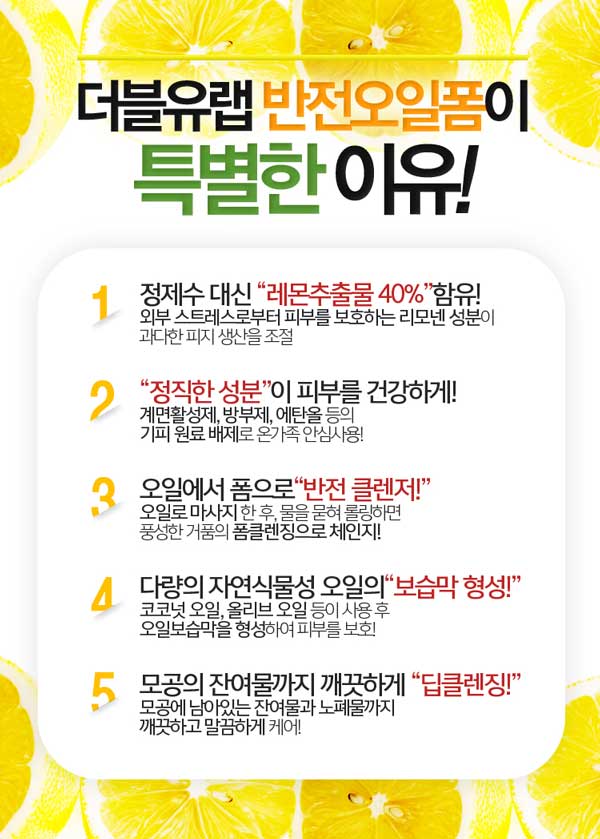 더블유랩 반전오일폼이
특별한 이유!
1 정제수 대신 “레몬추출물 40%”함유!
외부 스트레스로부터 피부를 보호하는 리모넨 성분이
과다한 피지 생산을 조절
2 “정직한 성분”이 피부를 건강하게!
계면활성제, 방부제, 에탄올 등의
기피 원료 배제로 온가족 안심사용!
3 오일에서 폼으로“반전 클렌저!”
오일로 마사지 한 후, 물을 묻혀 롤링하면
풍성한 거품의 폼클렌징으로 체인지!
4 다량의 자연식물성 오일의“보습막 형성!”
코코넛 오일, 올리브 오일 등이 사용 후
오일보습막을 형성하여 피부를 보호!
5 모공의 잔여물까지 깨끗하게 “딥클렌징!”
모공에 남아있는 잔여물과 노폐물까지
깨끗하고 말끔하게 케어!